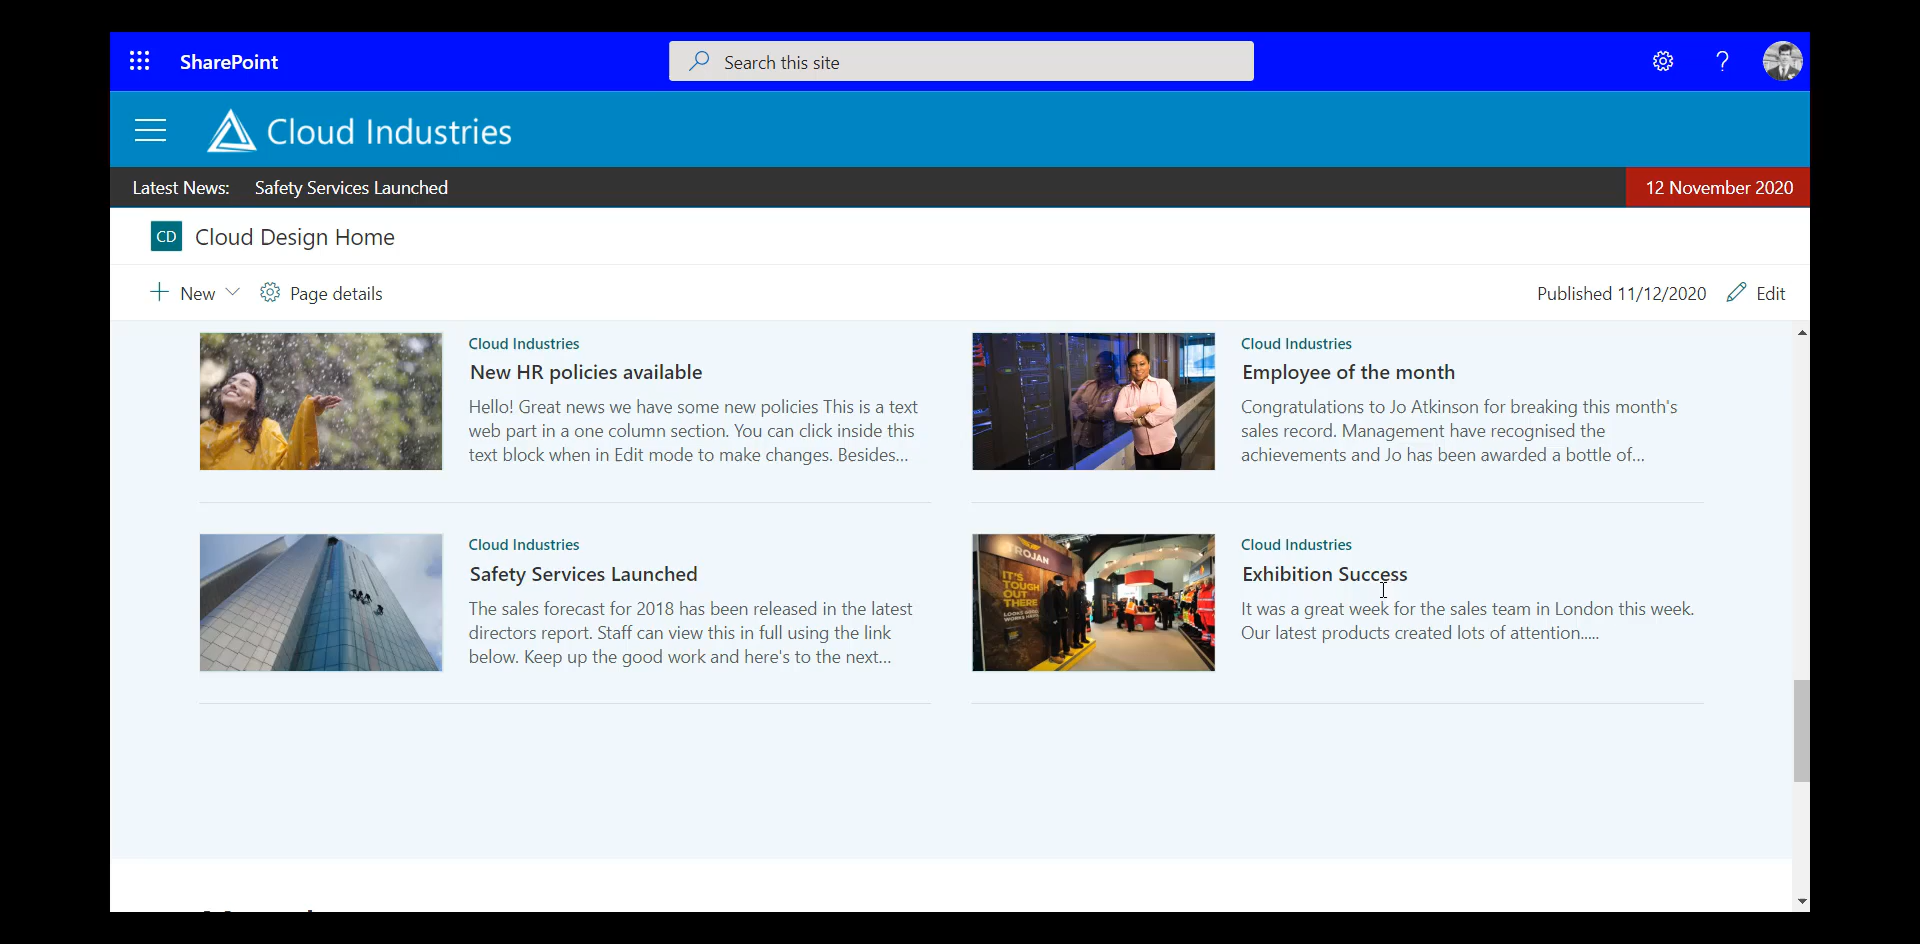 SharePoint
Search this site
Cloud Industries
Latest News: Safety Services Launched
12 November 2020
CD Cloud Design Home
New
Page details
Published 11/12/2020
Edit
Cloud Industries
New HR policies available
Hello! Great news we have some new policies This is a text
web part in a one column section. You can click inside this
text block when in Edit mode to make changes. Besides...
Cloud Industries
Employee of the month
Congratulations to Jo Atkinson for breaking this month's
sales record. Management have recognised the
achievements and Jo has been awarded a bottle of...
Cloud Industries
Safety Services Launched
The sales forecast for 2018 has been released in the latest
directors report. Staff can view this in full using the link
below. Keep up the good work and here's to the next...
TROJAN
IT'S
TOUGH
OUT
THERE
Cloud Industries
Exhibition Success
It was a great week for the sales team in London this week.
Our latest products created lots of attention.....